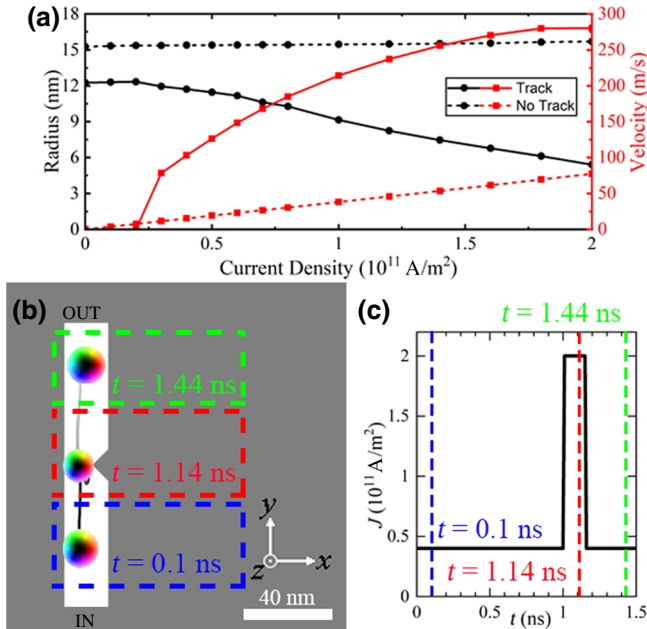 (a)
18
15
12
9
6
3
0
Radius (nm)
0
0.5
1
1.5
2
Current Density (10¹¹ A/m²)
300
250
200
150
100
50
0
Velocity (m/s)
Track
No Track
(b)
OUT
t = 1.44 ns
t = 1.14 ns
t = 0.1 ns
IN
y
z
x
40 nm
(c)
t = 1.44 ns
2
1.5
1
0.5
0
J (10¹¹ A/m²)
t = 0.1 ns
t = 1.14 ns
0
0.5
1
1.5
t (ns)